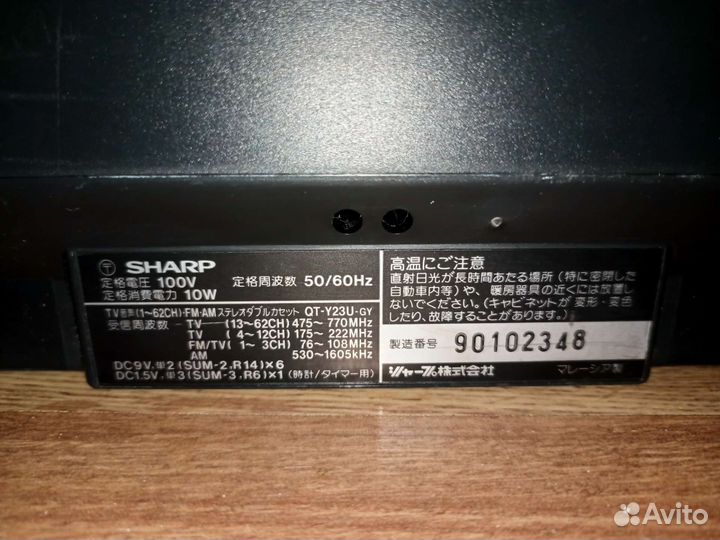 〒 SHARP
定格電圧 100V 定格周波数 50/60Hz
定格消費電力 10W
TV音声(1~62CH)・FM・AM ステレオダブルカセット QT-Y23U-GY
受信周波数 TV (13~62CH) 475~770MHz
TV ( 4~12CH) 175~222MHz
FM/TV ( 1~ 3CH) 76~108MHz
AM 530~1605kHz
DC9V.単2(SUM-2.R14)×6
DC1.5V.単3(SUM-3.R6)×1 (時計/タイマー用)
高温にご注意
直射日光が長時間あたる場所(特に密閉した
自動車内等)や、暖房器具の近くには放置し
ないでください。(キャビネットが変形・変色
したり、故障することがあります。)
製造番号 90102348
シャープ株式会社 マレーシア製
Avito